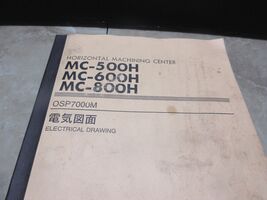 HORIZONTAL MACHINING CENTER
MC-500H
MC-600H
MC-800H
OSP7000M
電気図面
ELECTRICAL DRAWING